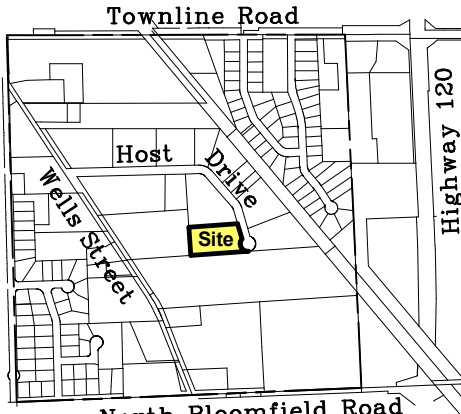 Townline Road
Highway 120
Host Drive
Wells Street
Site
North Bloomfield Road